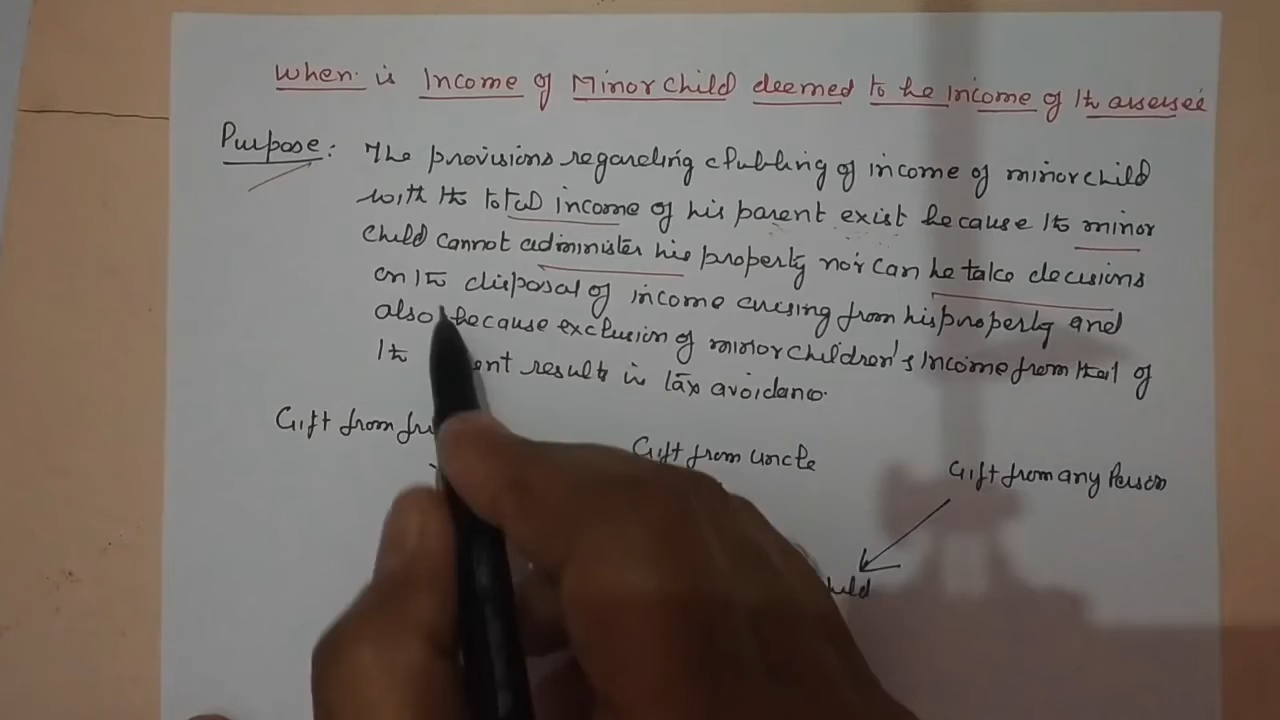 When is Income of Minor child deemed to be income of the assessee
Purpose: The provisions regarding clubbing of income of minor child
with the total income of his parent exist because the minor
child cannot administer his property nor can he take decisions
on the disposal of income arising from his property and
also because exclusion of minor children's income from that of
the results in tax avoidance.
Gift from
Gift from uncle
Gift from any Person